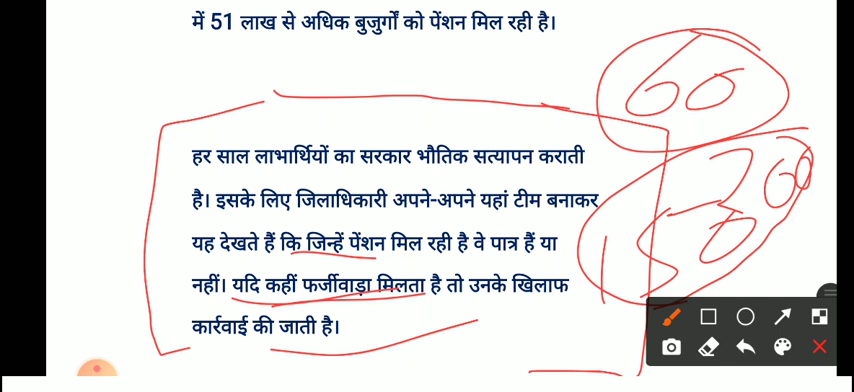 में 51 लाख से अधिक बुजुर्गों को पेंशन मिल रही है।
60
हर साल लाभार्थियों का सरकार भौतिक सत्यापन कराती
है। इसके लिए जिलाधिकारी अपने-अपने यहां टीम बनाकर
यह देखते हैं कि जिन्हें पेंशन मिल रही है वे पात्र हैं या
नहीं। यदि कहीं फर्जीवाड़ा मिलता है तो उनके खिलाफ
कार्रवाई की जाती है।